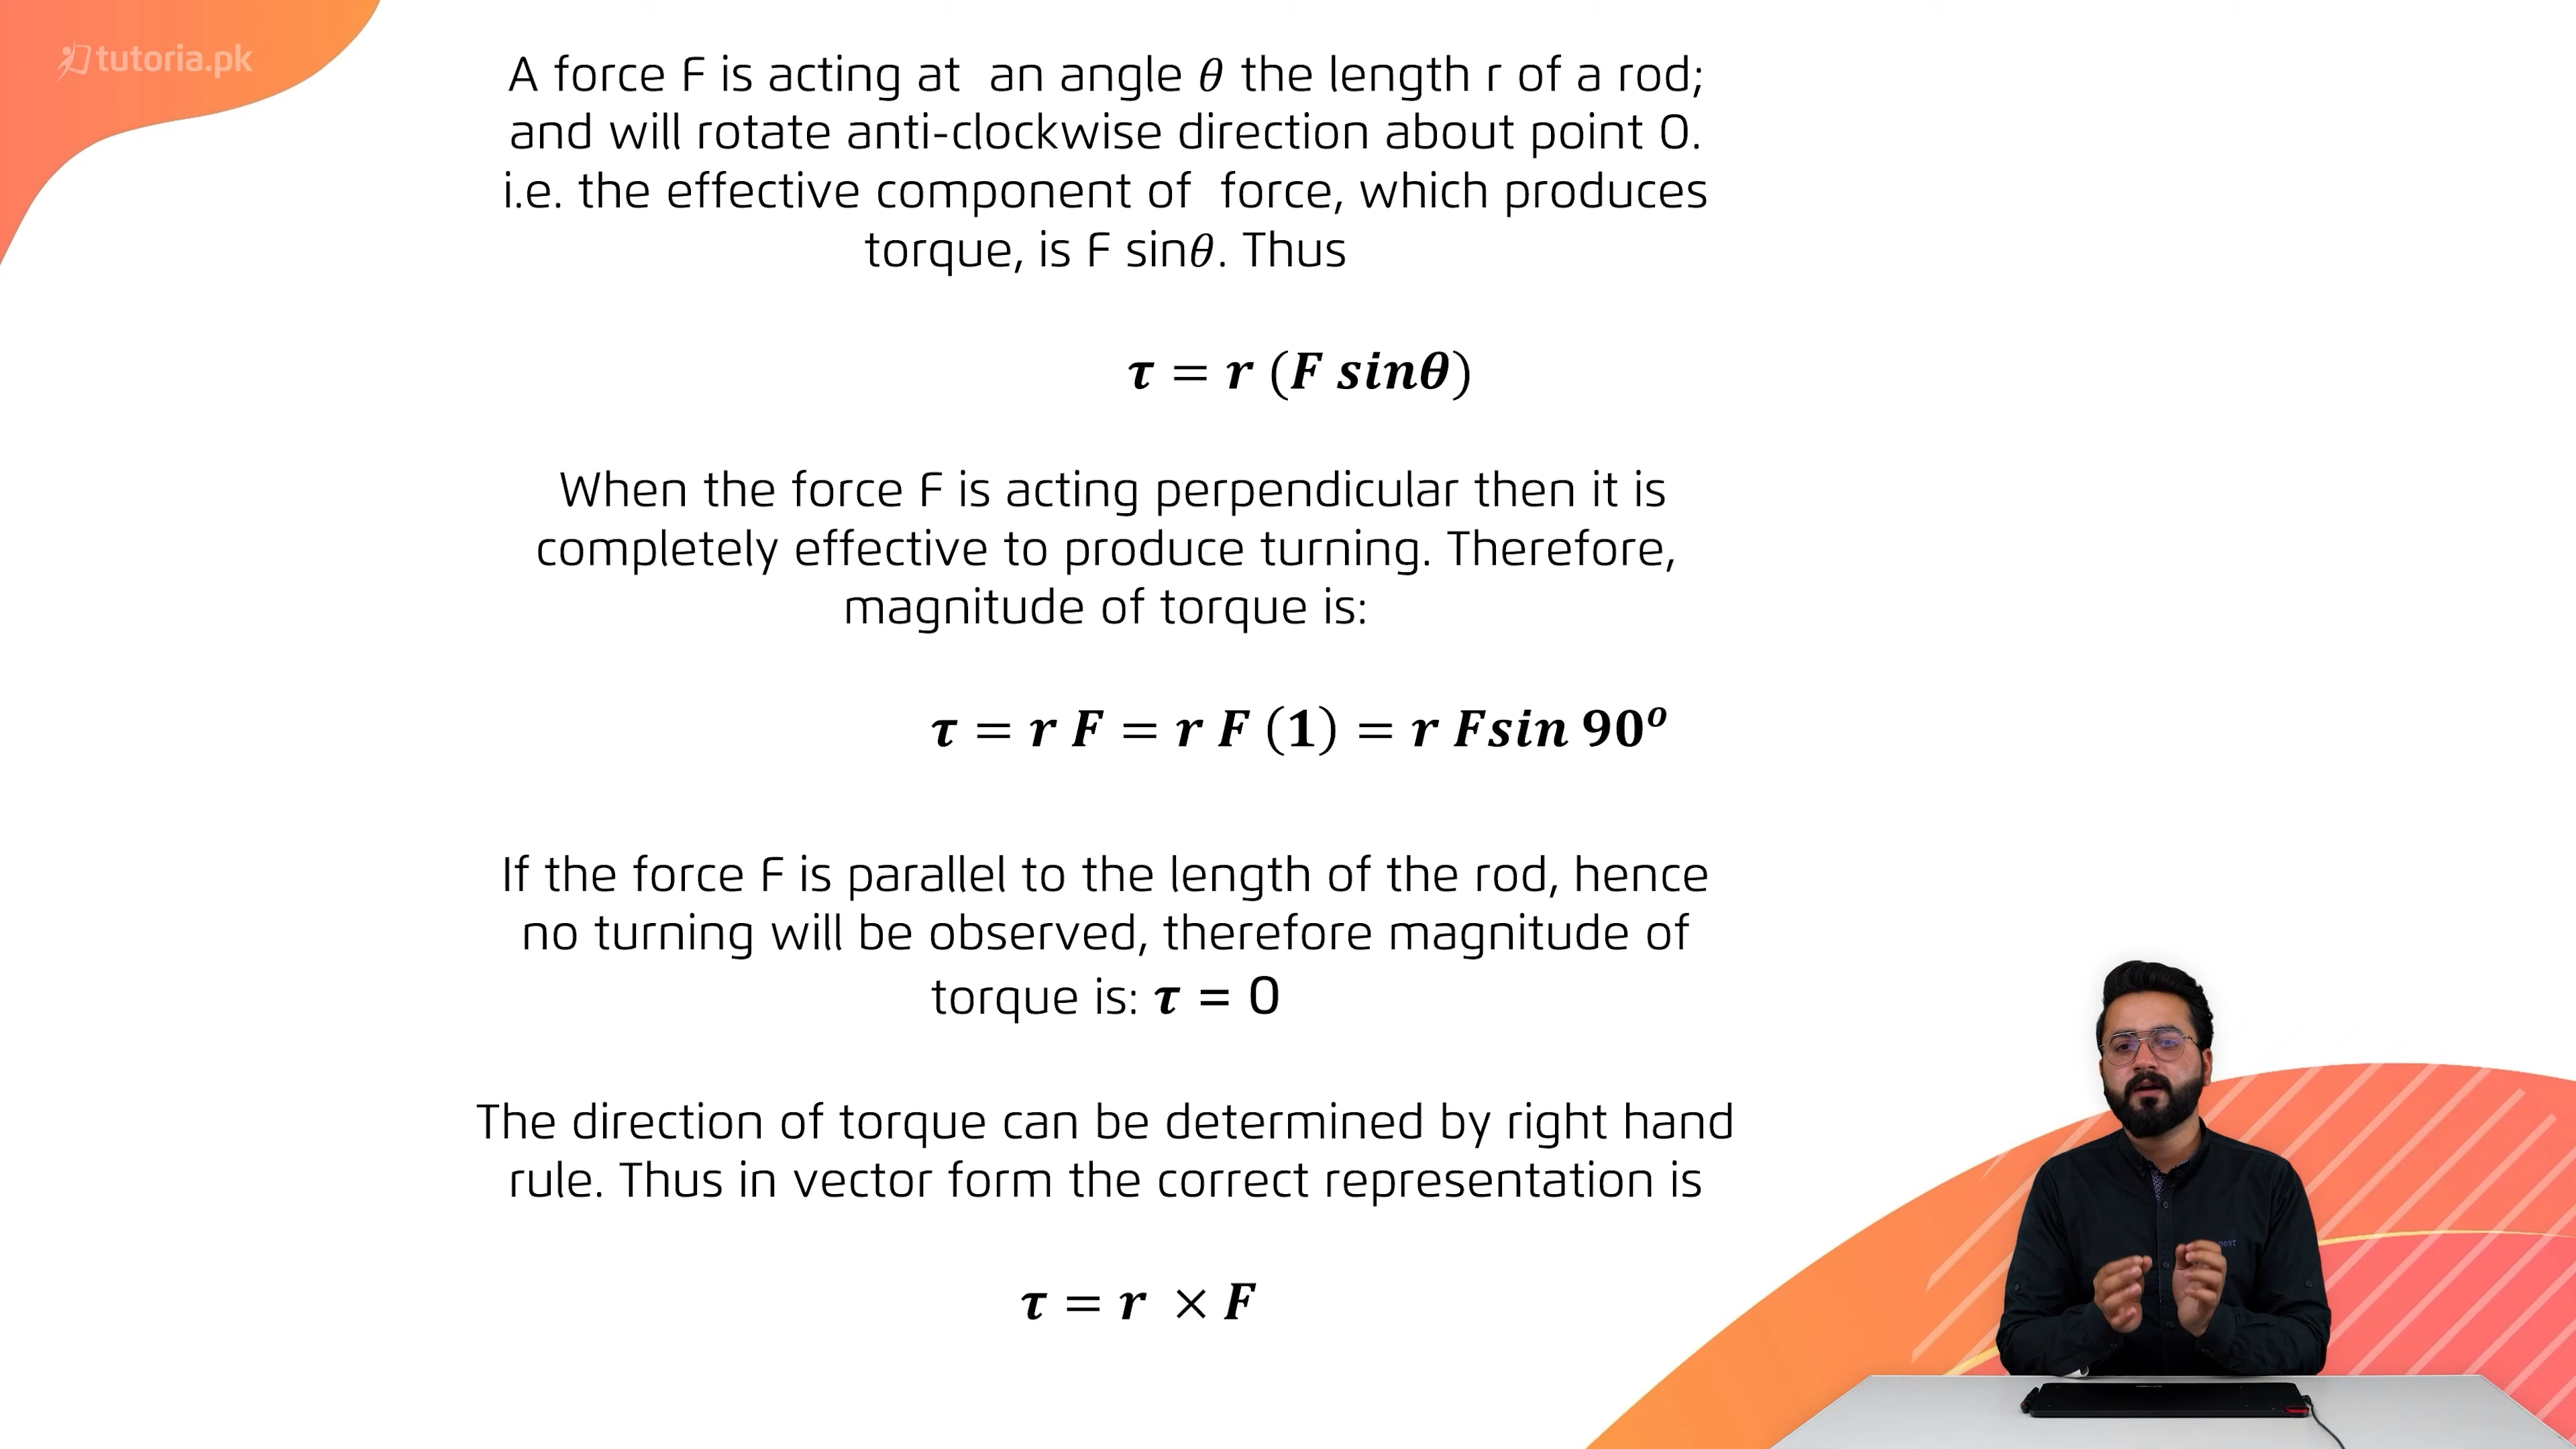 tutoria.pk
A force F is acting at  an angle θ the length r of a rod;
and will rotate anti-clockwise direction about point O.
i.e. the effective component of  force, which produces
torque, is F sinθ. Thus
τ = r (F sinθ)
When the force F is acting perpendicular then it is
completely effective to produce turning. Therefore,
magnitude of torque is:
τ = r F = r F (1) = r Fsin 90º
If the force F is parallel to the length of the rod, hence
no turning will be observed, therefore magnitude of
torque is: τ = 0
The direction of torque can be determined by right hand
rule. Thus in vector form the correct representation is
τ = r × F
next